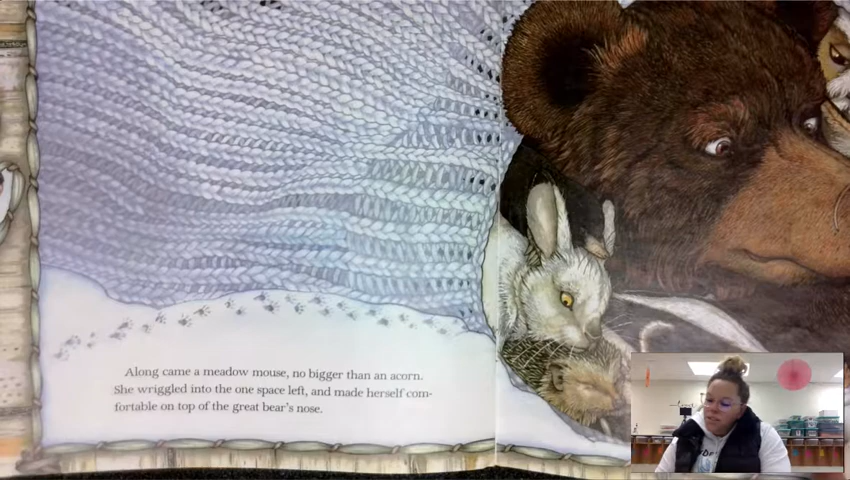 Along came a meadow mouse, no bigger than an acorn.
She wriggled into the one space left, and made herself com-
fortable on top of the great bear's nose.